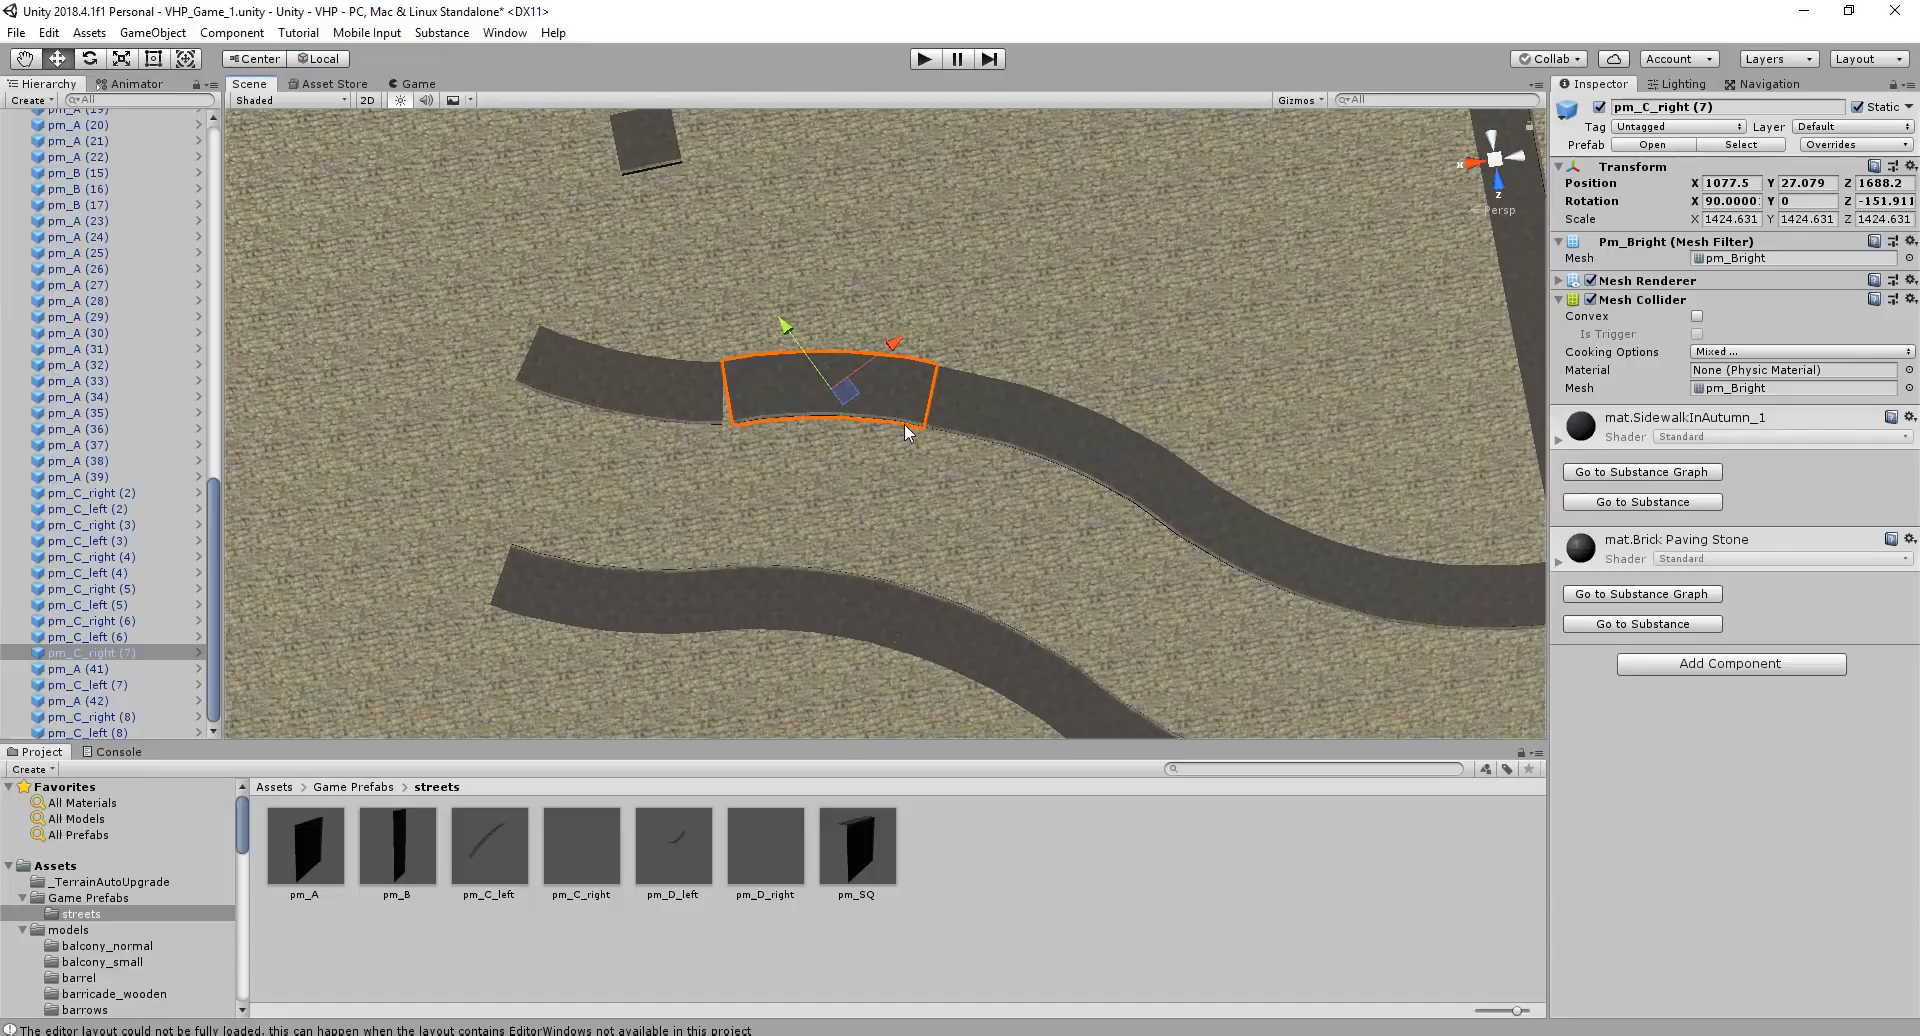 Unity 2018.4.1f1 Personal - VHP_Game_1.unity - Unity - VHP - PC, Mac & Linux Standalone* <DX11>
File Edit Assets GameObject Component Tutorial Mobile Input Substance Window Help
Center Local Collab Account Layers Layout
Hierarchy Animator Scene Asset Store Game Inspector Lighting Navigation
Create All Shaded 2D Gizmos All
pm_C_right (7) Static
pm_A (19)
pm_A (20)
pm_A (21)
pm_A (22)
pm_B (15)
pm_B (16)
pm_B (17)
pm_A (23)
pm_A (24)
pm_A (25)
pm_A (26)
pm_A (27)
pm_A (28)
pm_A (29)
pm_A (30)
pm_A (31)
pm_A (32)
pm_A (33)
pm_A (34)
pm_A (35)
pm_A (36)
pm_A (37)
pm_A (38)
pm_A (39)
pm_C_right (2)
pm_C_left (2)
pm_C_right (3)
pm_C_left (3)
pm_C_right (4)
pm_C_left (4)
pm_C_right (5)
pm_C_left (5)
pm_C_right (6)
pm_C_left (6)
pm_C_right (7)
pm_A (41)
pm_C_left (7)
pm_A (42)
pm_C_right (8)
pm_C_left (8)
x
z
Persp
Tag Untagged Layer Default
Prefab Open Select Overrides
Transform
Position X 1077.5 Y 27.079 Z 1688.2
Rotation X 90.0000: Y 0 Z -151.911
Scale X 1424.631 Y 1424.631 Z 1424.631
Pm_Bright (Mesh Filter)
Mesh pm_Bright
Mesh Renderer
Mesh Collider
Convex
Is Trigger
Cooking Options Mixed ...
Material None (Physic Material)
Mesh pm_Bright
mat.SidewalkInAutumn_1
Shader Standard
Go to Substance Graph
Go to Substance
mat.Brick Paving Stone
Shader Standard
Go to Substance Graph
Go to Substance
Add Component
Project Console
Create
Favorites
All Materials
All Models
All Prefabs
Assets
_TerrainAutoUpgrade
Game Prefabs
streets
models
balcony_normal
balcony_small
barrel
barricade_wooden
barrows
Assets > Game Prefabs > streets
pm_A pm_B pm_C_left pm_C_right pm_D_left pm_D_right pm_SQ
The editor layout could not be fully loaded, this can happen when the layout contains EditorWindows not available in this project